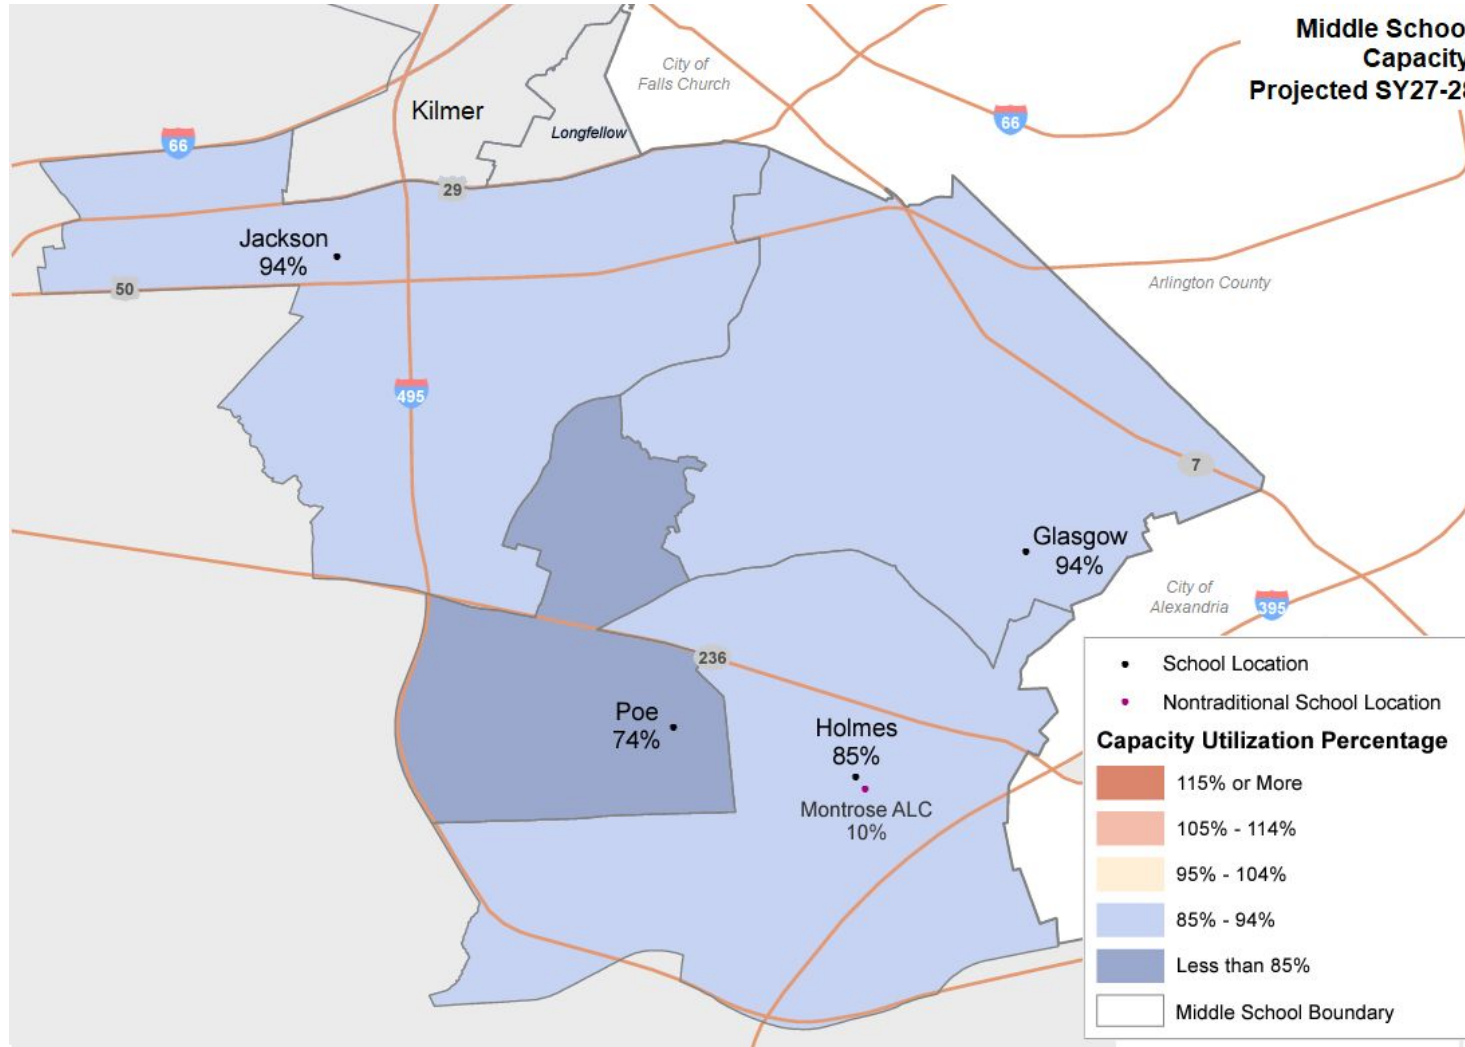 Middle Schoo
Capacity
Projected SY27-28
City of
Falls Church
Kilmer
Longfellow
66
66
29
Jackson
94%
50
Arlington County
495
7
Glasgow
94%
City of
Alexandria
395
236
Poe
74%
Holmes
85%
Montrose ALC
10%
School Location
Nontraditional School Location
Capacity Utilization Percentage
115% or More
105% - 114%
95% - 104%
85% - 94%
Less than 85%
Middle School Boundary